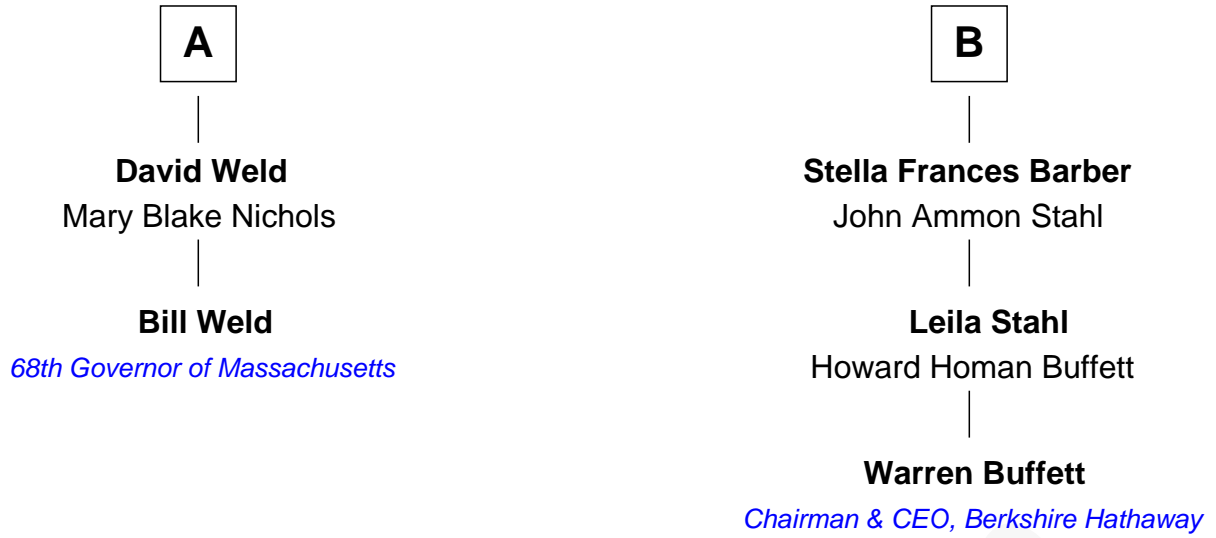 A
David Weld
Mary Blake Nichols
Bill Weld
68th Governor of Massachusetts
B
Stella Frances Barber
John Ammon Stahl
Leila Stahl
Howard Homan Buffett
Warren Buffett
Chairman & CEO, Berkshire Hathaway